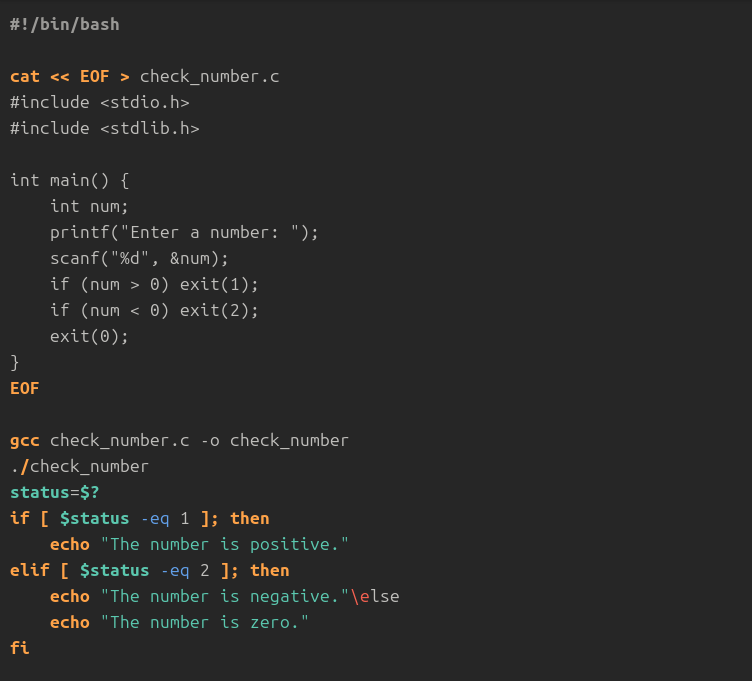 #!/bin/bash

cat << EOF > check_number.c
#include <stdio.h>
#include <stdlib.h>

int main() {
    int num;
    printf("Enter a number: ");
    scanf("%d", &num);
    if (num > 0) exit(1);
    if (num < 0) exit(2);
    exit(0);
}
EOF

gcc check_number.c -o check_number
./check_number
status=$?
if [ $status -eq 1 ]; then
    echo "The number is positive."
elif [ $status -eq 2 ]; then
    echo "The number is negative."\else
    echo "The number is zero."
fi